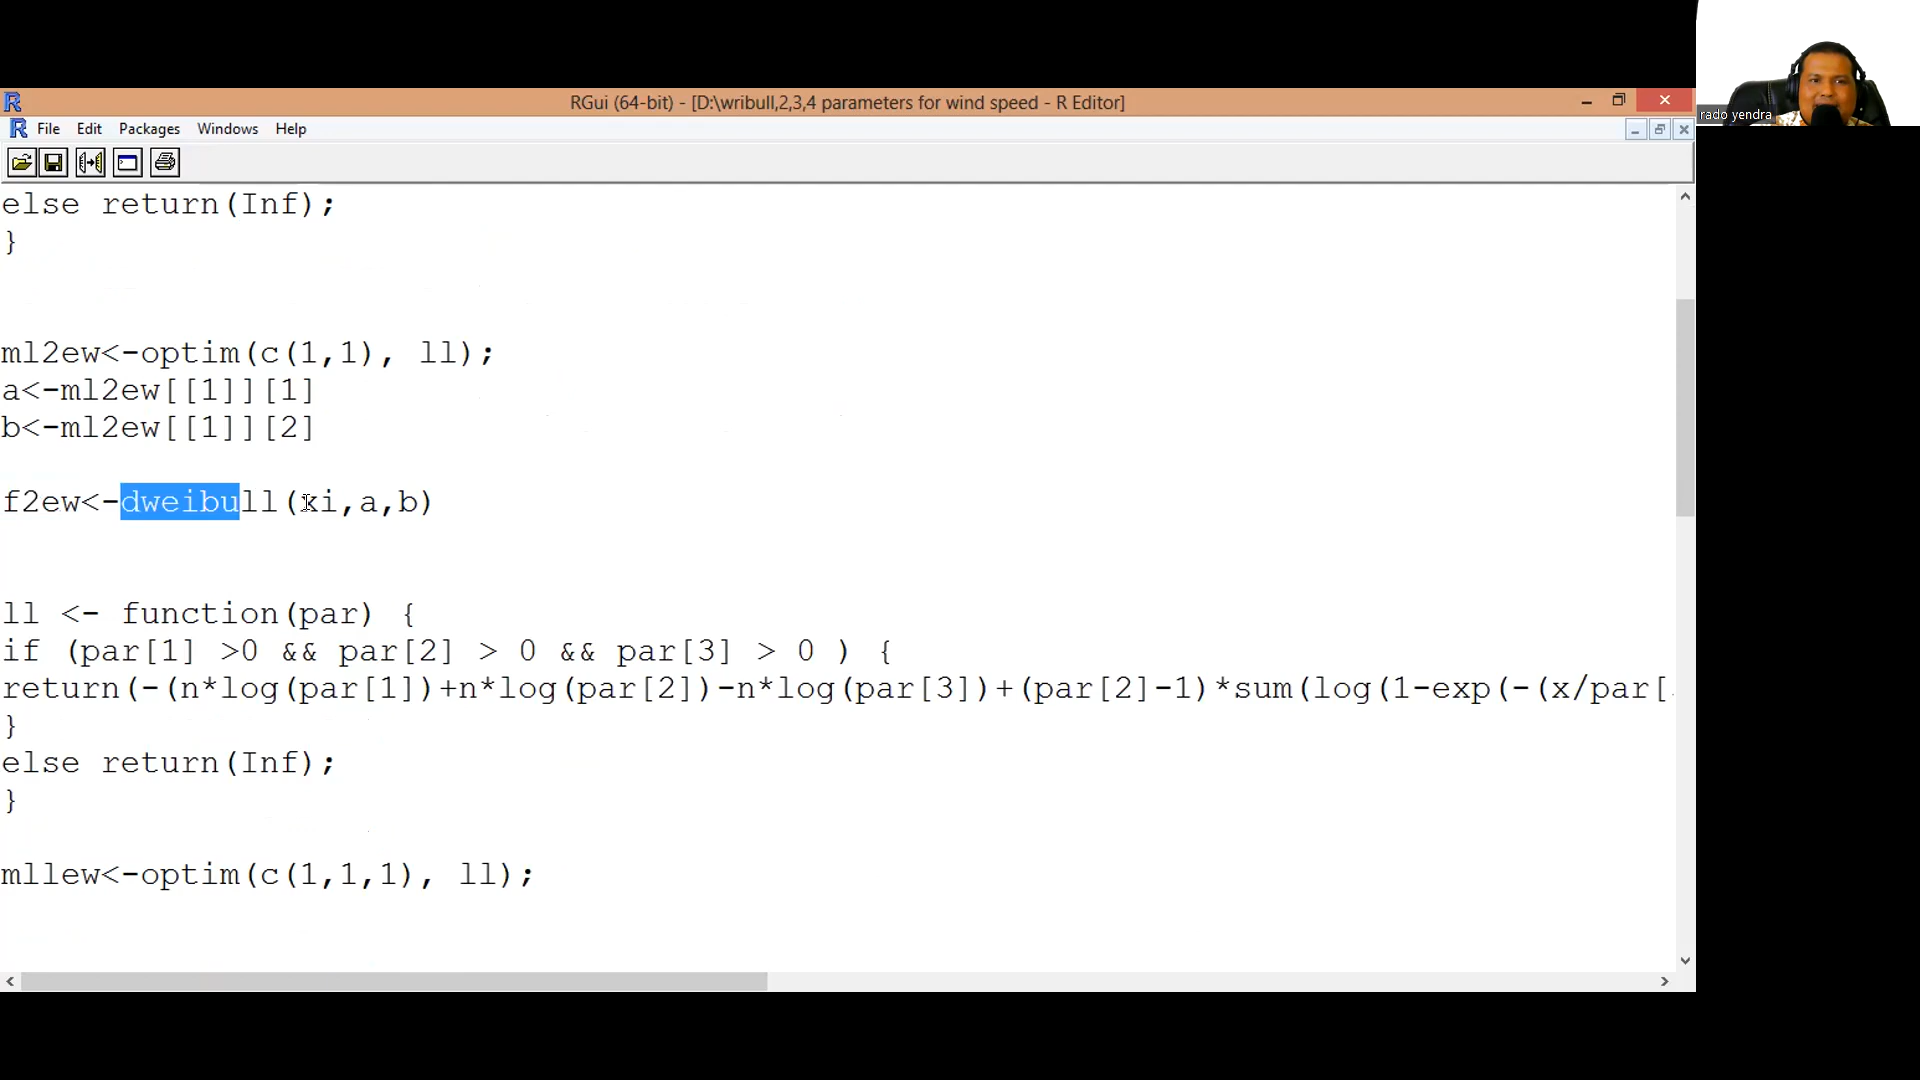 RGui (64-bit) - [D:\wribull,2,3,4 parameters for wind speed - R Editor]
rado yendra
File Edit Packages Windows Help
else return(Inf);
}
ml2ew<-optim(c(1,1), ll);
a<-ml2ew[[1]][1]
b<-ml2ew[[1]][2]
f2ew<-dweibull(xi,a,b)
ll <- function(par) {
if (par[1] >0 && par[2] > 0 && par[3] > 0 ) {
return(-(n*log(par[1])+n*log(par[2])-n*log(par[3])+(par[2]-1)*sum(log(1-exp(-(x/par[
}
else return(Inf);
}
mllew<-optim(c(1,1,1), ll);